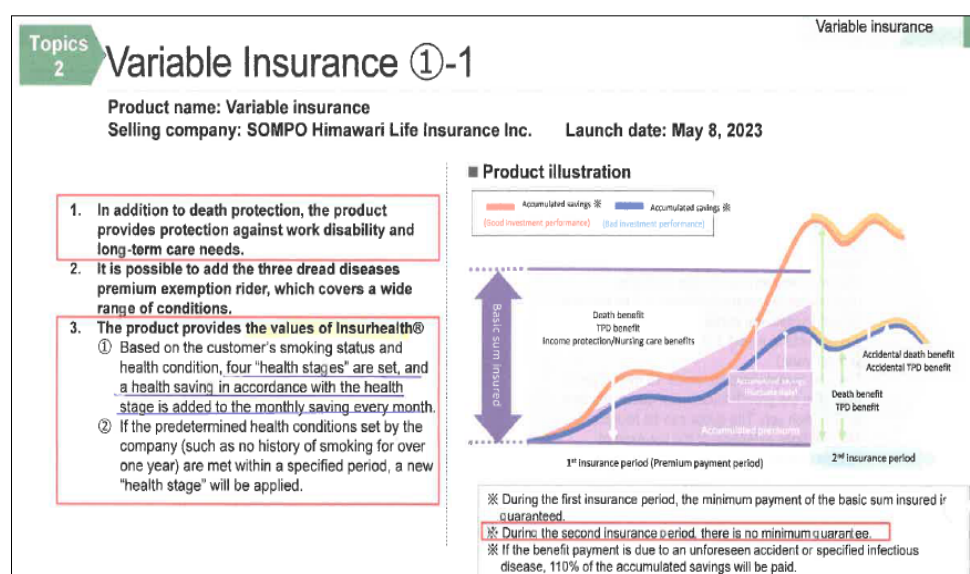 Variable insurance
Topics
2
Variable Insurance ①-1
Product name: Variable insurance
Selling company: SOMPO Himawari Life Insurance Inc. Launch date: May 8, 2023
1. In addition to death protection, the product
provides protection against work disability and
long-term care needs.
2. It is possible to add the three dread diseases
premium exemption rider, which covers a wide
range of conditions.
3. The product provides the values of Insurhealth®
① Based on the customer's smoking status and
health condition, four "health stages" are set, and
a health saving in accordance with the health
stage is added to the monthly saving every month.
② If the predetermined health conditions set by the
company (such as no history of smoking for over
one year) are met within a specified period, a new
"health stage" will be applied.
■ Product illustration
Accumulated savings ※ Accumulated savings ※
(Good investment performance) (Bad investment performance)
Basic sum insured
Death benefit
TPD benefit
Income protection/Nursing care benefits
Accumulated savings
Accumulated premiums
Accidental death benefit
Accidental TPD benefit
Death benefit
TPD benefit
1st insurance period (Premium payment period)
2nd insurance period
※ During the first insurance period, the minimum payment of the basic sum insured is
guaranteed.
※ During the second insurance period, there is no minimum guarantee.
※ If the benefit payment is due to an unforeseen accident or specified infectious
disease, 110% of the accumulated savings will be paid.